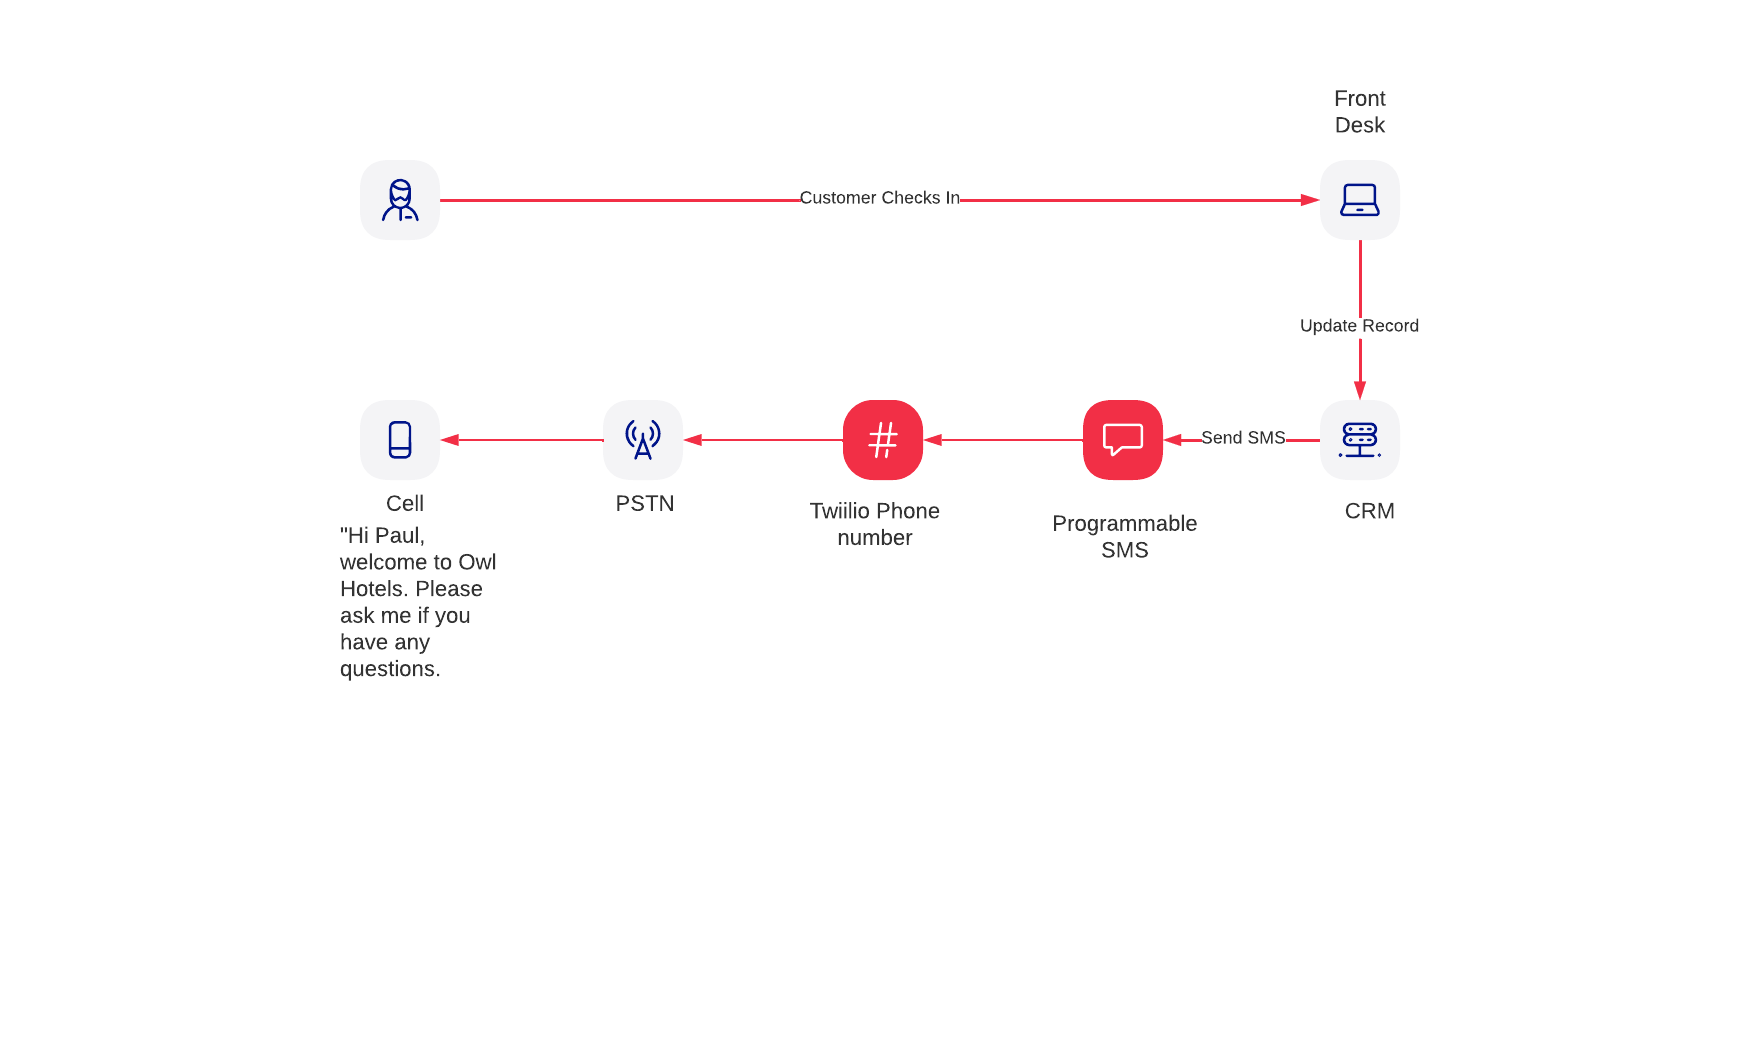 Front
Desk
Customer Checks In
Update Record
Send SMS
Cell
PSTN
Twiilio Phone
number
Programmable
SMS
CRM
"Hi Paul,
welcome to Owl
Hotels. Please
ask me if you
have any
questions.